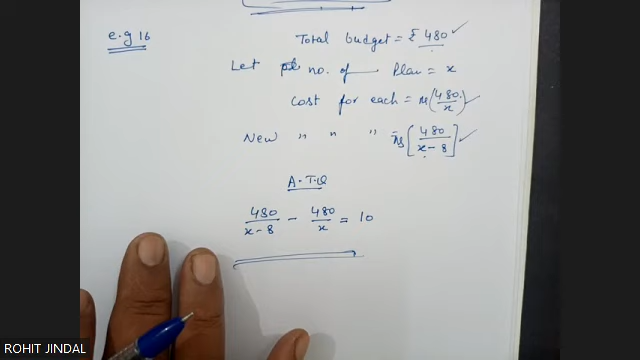 e.g 16
Total budget = ₹ 480
Let no. of Plan = x
Cost for each = (480/x)
New " " " = [480/x-8]
A.T.Q
480/x-8 - 480/x = 10
ROHIT JINDAL